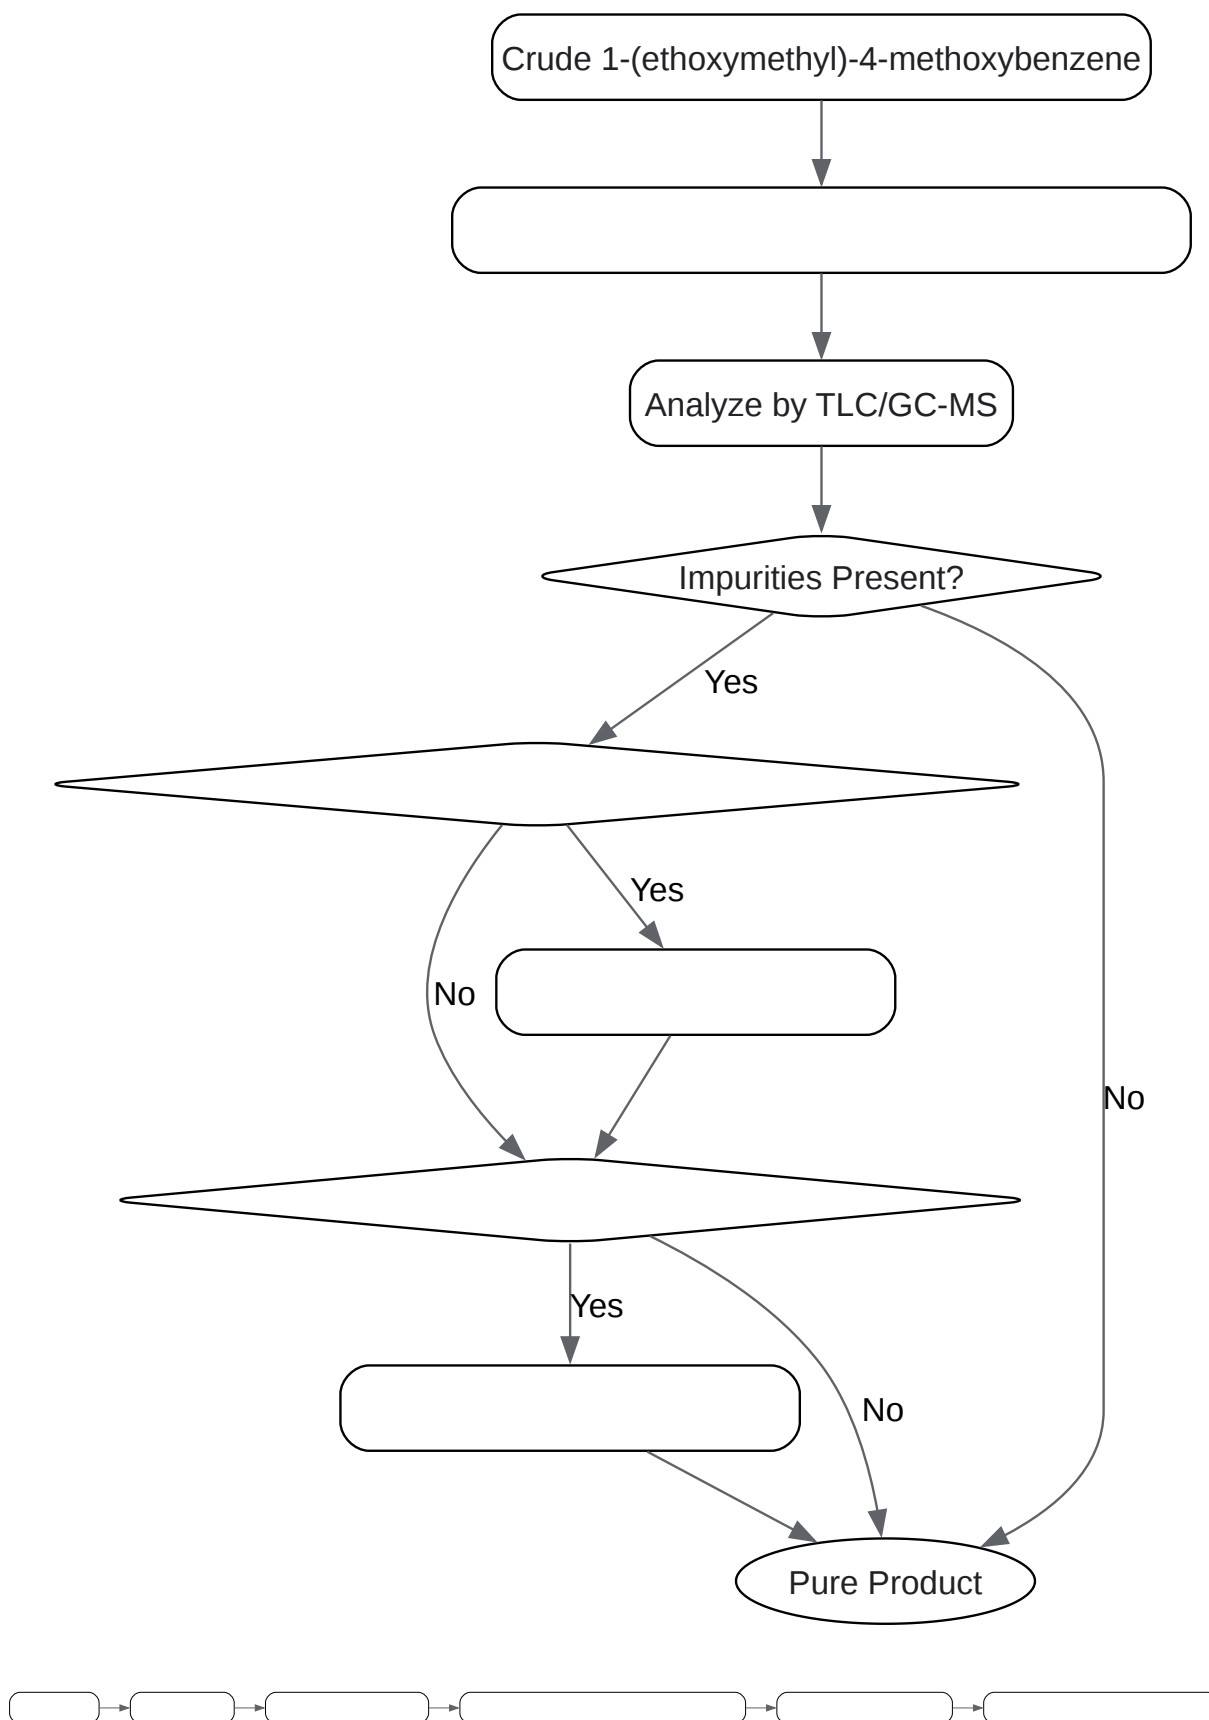 Crude 1-(ethoxymethyl)-4-methoxybenzene
Analyze by TLC/GC-MS
Impurities Present?
Yes
Yes
No
No
Yes
No
Pure Product